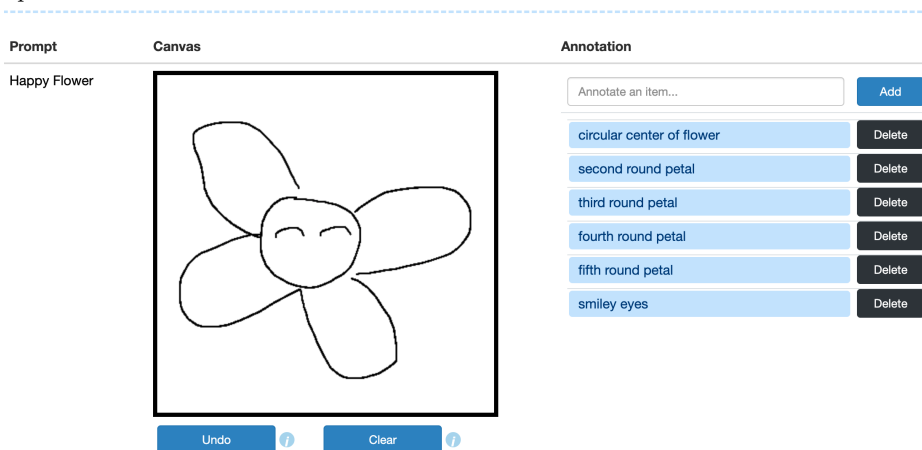 Prompt Canvas Annotation
Happy Flower
Annotate an item... Add
circular center of flower Delete
second round petal Delete
third round petal Delete
fourth round petal Delete
fifth round petal Delete
smiley eyes Delete
Undo i Clear i